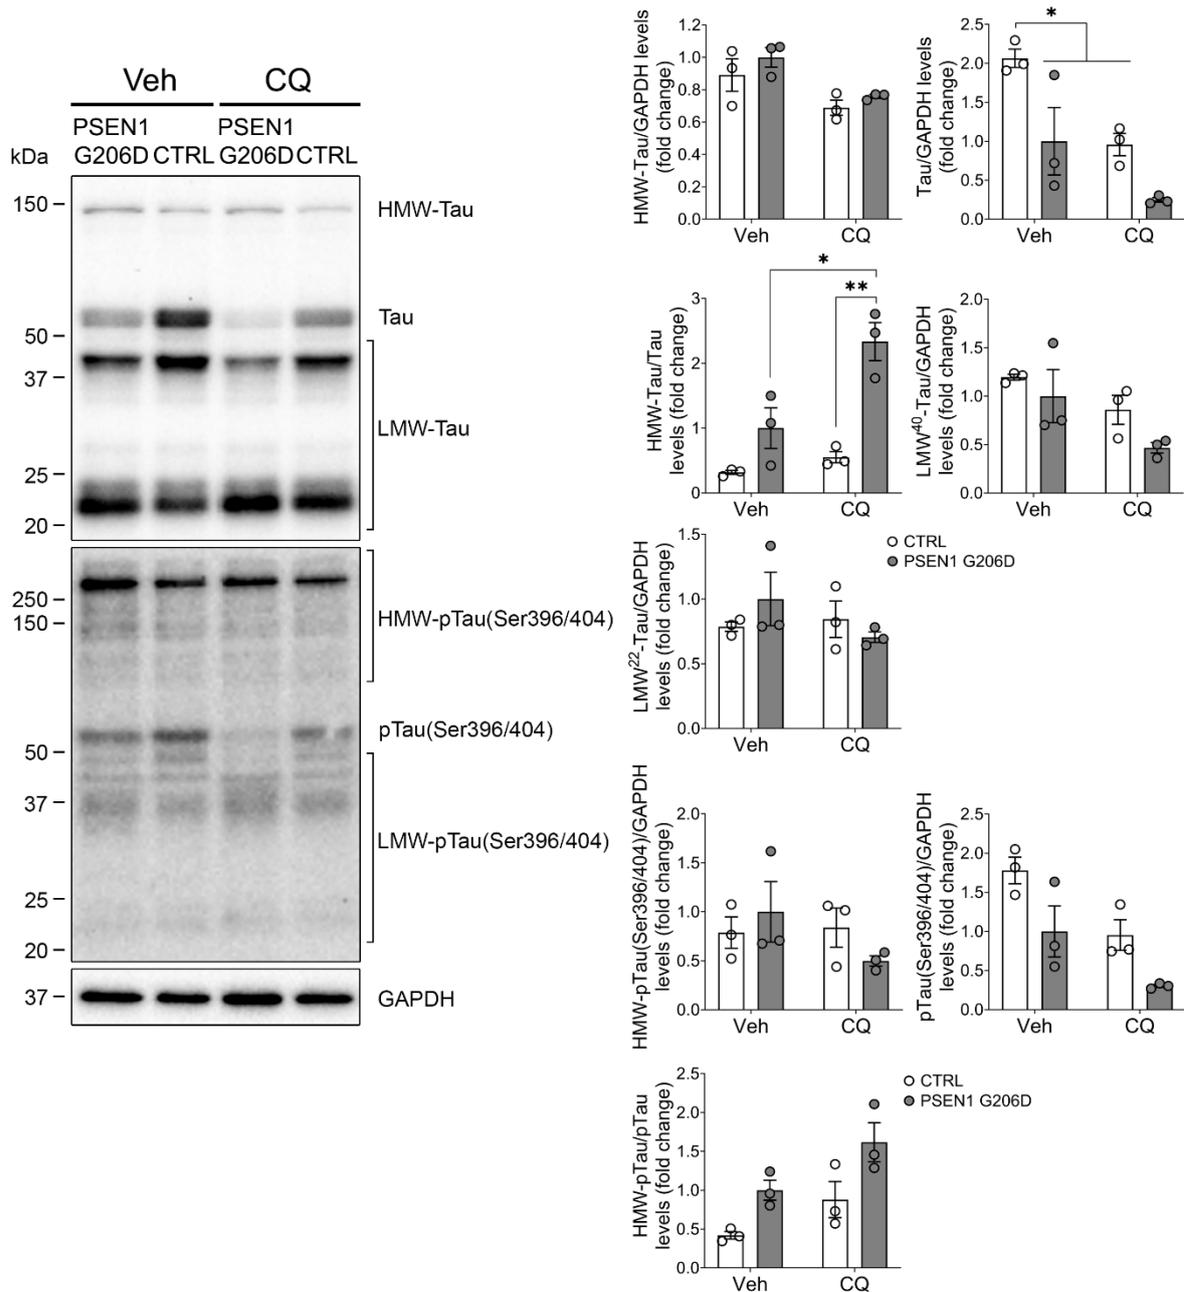 Veh CQ
PSEN1 PSEN1
kDa G206D CTRL G206D CTRL
150
HMW-Tau
Tau
50
37
LMW-Tau
25
20
250
150
HMW-pTau(Ser396/404)
pTau(Ser396/404)
50
37
LMW-pTau(Ser396/404)
25
20
37
GAPDH
HMW-Tau/GAPDH levels
(fold change)
1.2
1.0
0.8
0.6
0.4
0.2
0.0
Veh CQ
Tau/GAPDH levels
(fold change)
2.5
2.0
1.5
1.0
0.5
0.0
*
Veh CQ
HMW-Tau/Tau
levels (fold change)
3
2
1
0
*
**
Veh CQ
LMW40-Tau/GAPDH
levels (fold change)
2.0
1.5
1.0
0.5
0.0
Veh CQ
LMW22-Tau/GAPDH
levels (fold change)
1.5
1.0
0.5
0.0
Veh CQ
CTRL
PSEN1 G206D
HMW-pTau(Ser396/404)/GAPDH
levels (fold change)
2.0
1.5
1.0
0.5
0.0
Veh CQ
pTau(Ser396/404)/GAPDH
levels (fold change)
2.5
2.0
1.5
1.0
0.5
0.0
Veh CQ
HMW-pTau/pTau
levels (fold change)
2.5
2.0
1.5
1.0
0.5
0.0
Veh CQ
CTRL
PSEN1 G206D